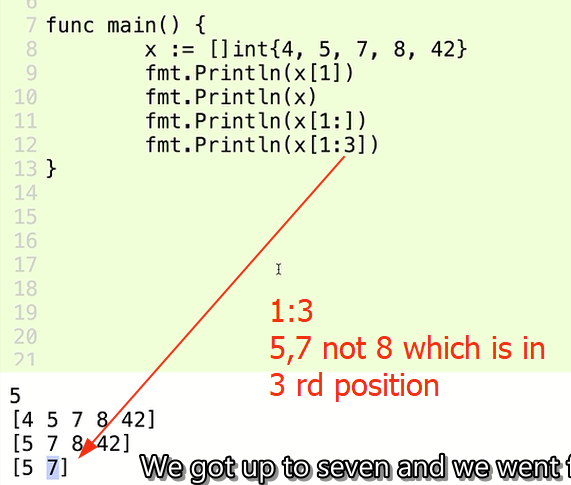 6
7 func main() {
8 x := []int{4, 5, 7, 8, 42}
9 fmt.Println(x[1])
10 fmt.Println(x)
11 fmt.Println(x[1:])
12 fmt.Println(x[1:3])
13 }
14
15
16
17
18
19
20
21
1:3
5,7 not 8 which is in
3 rd position
5
[4 5 7 8 42]
[5 7 8 42]
[5 7]
We got up to seven and we went